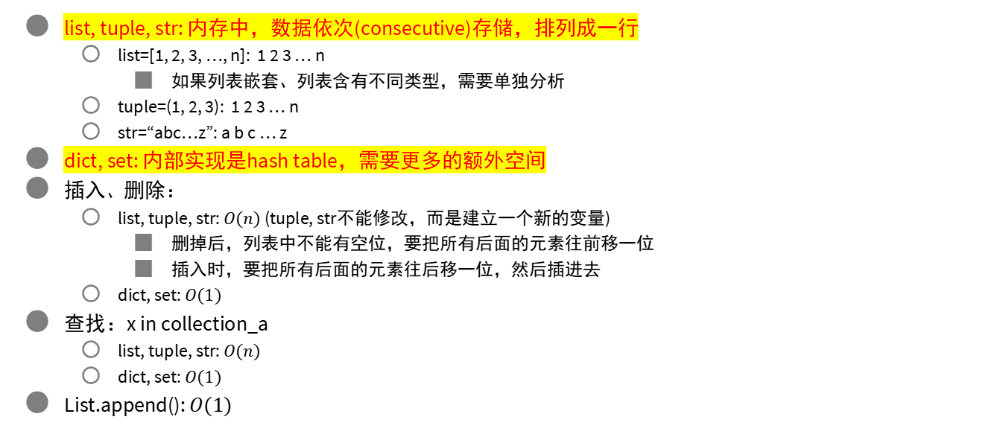 list, tuple, str: 内存中，数据依次(consecutive)存储，排列成一行
list=[1, 2, 3, …, n]: 1 2 3 … n
如果列表嵌套、列表含有不同类型，需要单独分析
tuple=(1, 2, 3): 1 2 3 … n
str=“abc…z”: a b c … z
dict, set: 内部实现是hash table，需要更多的额外空间
插入、删除：
list, tuple, str: O(n) (tuple, str不能修改，而是建立一个新的变量)
删掉后，列表中不能有空位，要把所有后面的元素往前移一位
插入时，要把所有后面的元素往后移一位，然后插进去
dict, set: O(1)
查找：x in collection_a
list, tuple, str: O(n)
dict, set: O(1)
List.append(): O(1)